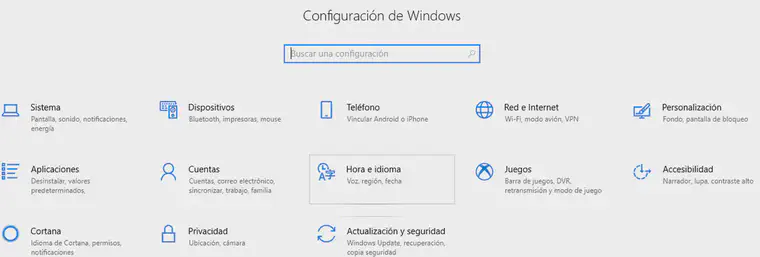 Configuración de Windows
Buscar una configuración
Sistema
Pantalla, sonido, notificaciones,
energía
Dispositivos
Bluetooth, impresoras, mouse
Teléfono
Vincular Android o iPhone
Red e Internet
Wi-Fi, modo avión, VPN
Personalización
Fondo, pantalla de bloqueo
Aplicaciones
Desinstalar, valores
predeterminados,
Cuentas
Cuentas, correo electrónico,
sincronizar, trabajo, familia
Hora e idioma
Voz, región, fecha
Juegos
Barra de juegos, DVR,
retransmisión y modo de juego
Accesibilidad
Narrador, lupa, contraste alto
Cortana
Idioma de Cortana, permisos,
notificaciones
Privacidad
Ubicación, cámara
Actualización y seguridad
Windows Update, recuperación,
copia seguridad